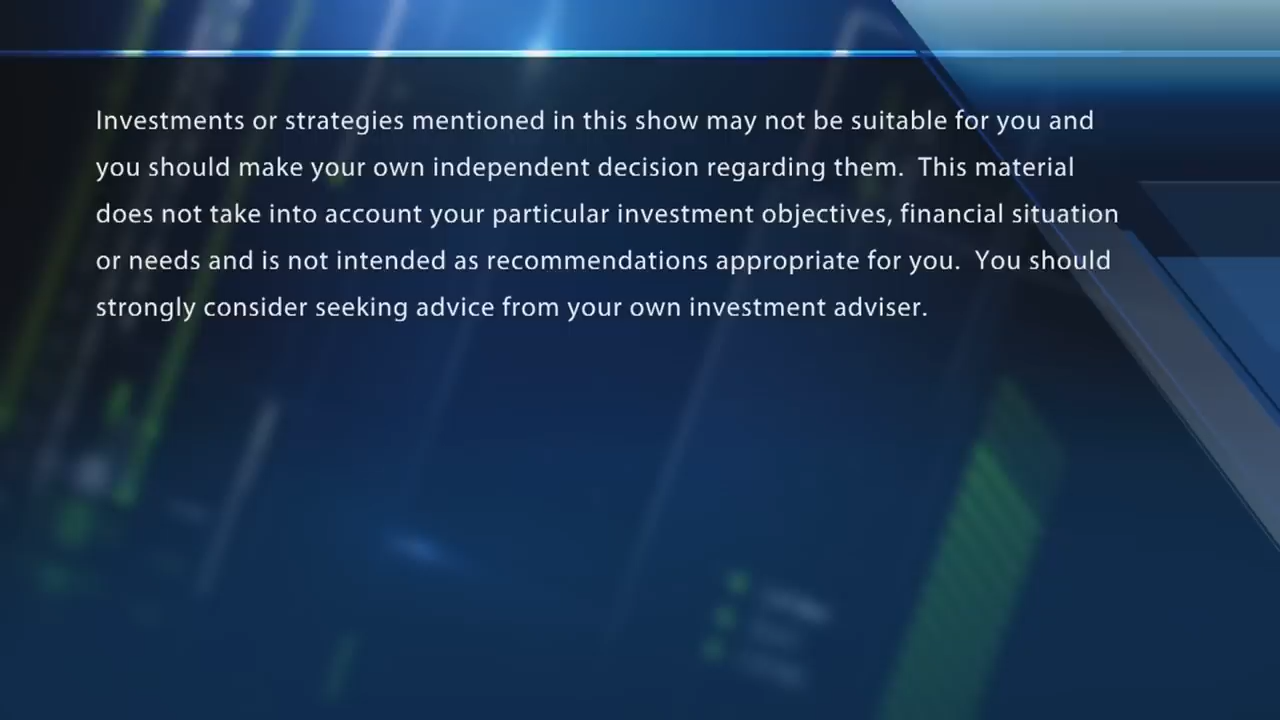 Investments or strategies mentioned in this show may not be suitable for you and
you should make your own independent decision regarding them.  This material
does not take into account your particular investment objectives, financial situation
or needs and is not intended as recommendations appropriate for you.  You should
strongly consider seeking advice from your own investment adviser.